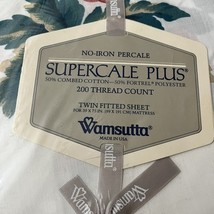 Wamsutta
NO-IRON PERCALE
SUPERCALE PLUS®
50% COMBED COTTON—50% FORTREL® POLYESTER
200 THREAD COUNT
TWIN FITTED SHEET
Wamsutta®
MADE IN USA
Wamsutta